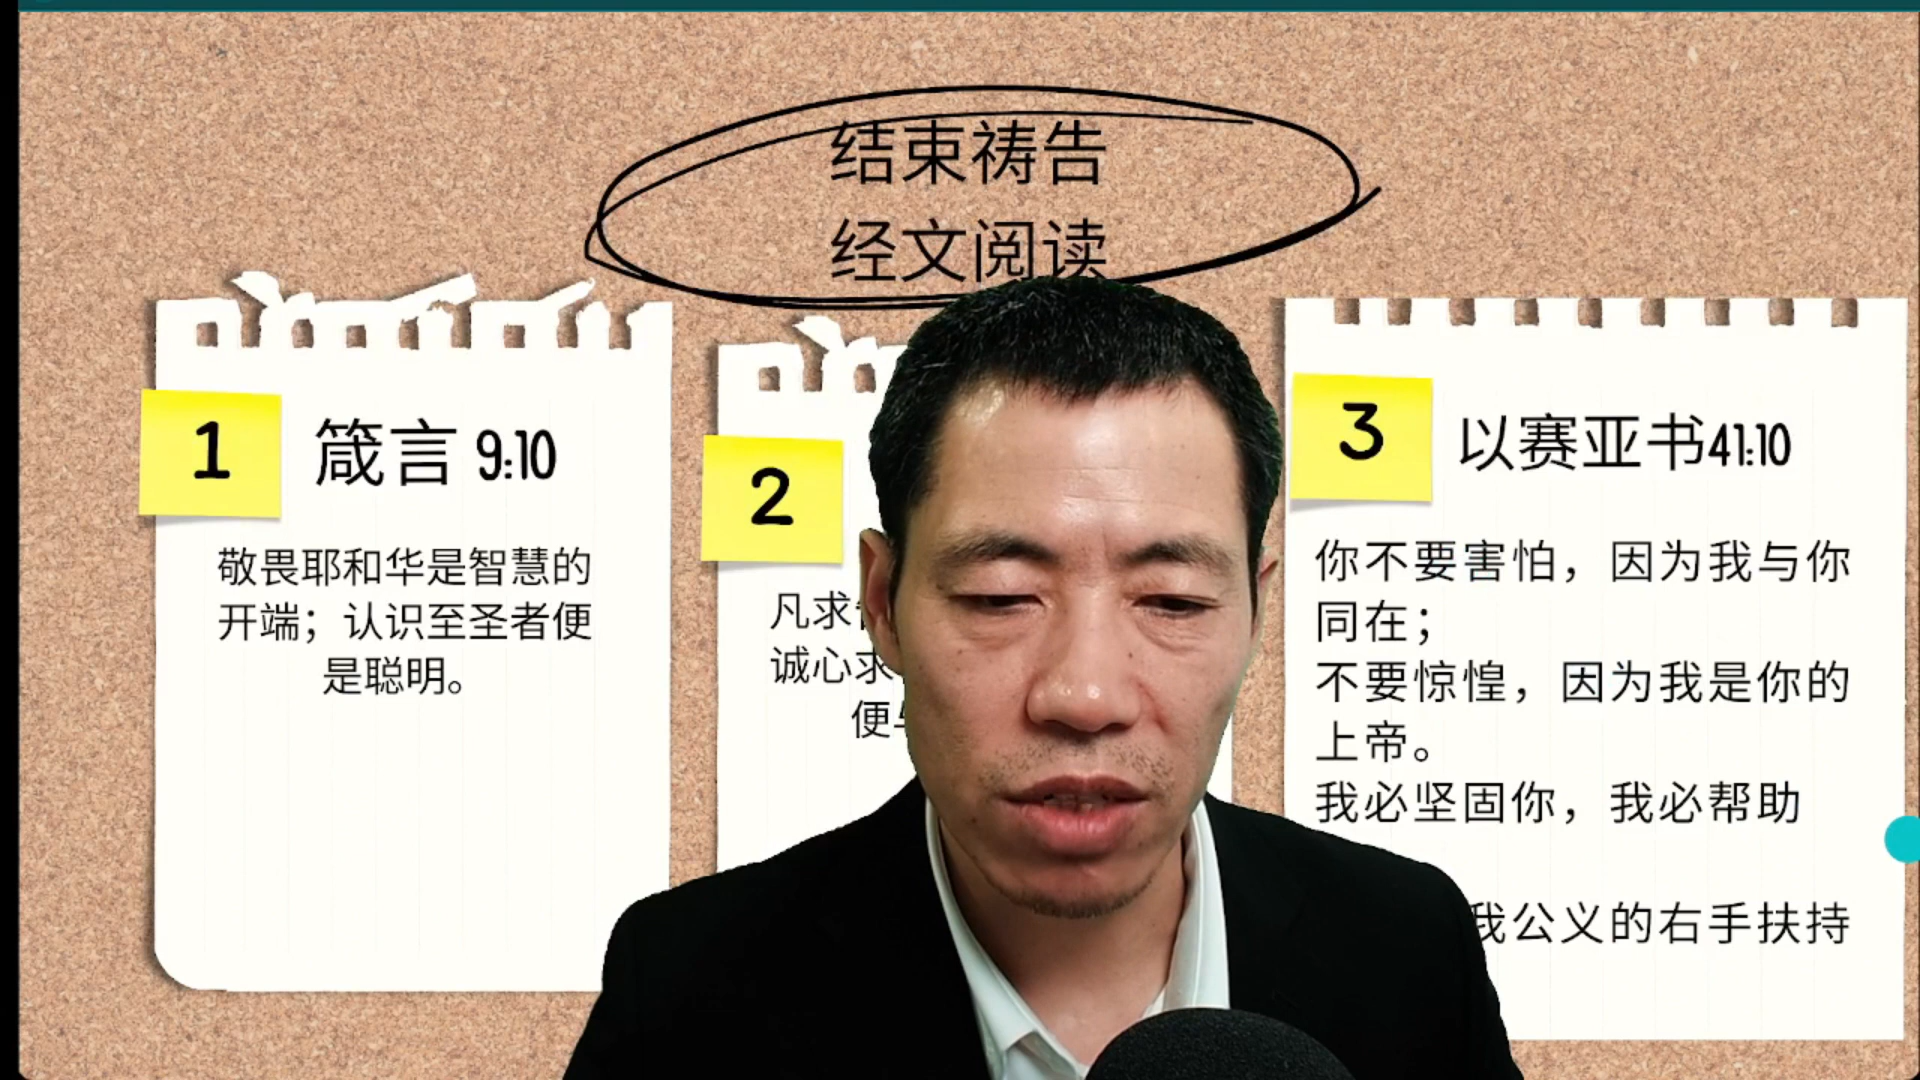 结束祷告
经文阅读
1
箴言 9:10
敬畏耶和华是智慧的
开端；认识至圣者便
是聪明。
2
凡求
诚心求
便
3
以赛亚书41:10
你不要害怕，因为我与你
同在；
不要惊惶，因为我是你的
上帝。
我必坚固你，我必帮助
我公义的右手扶持